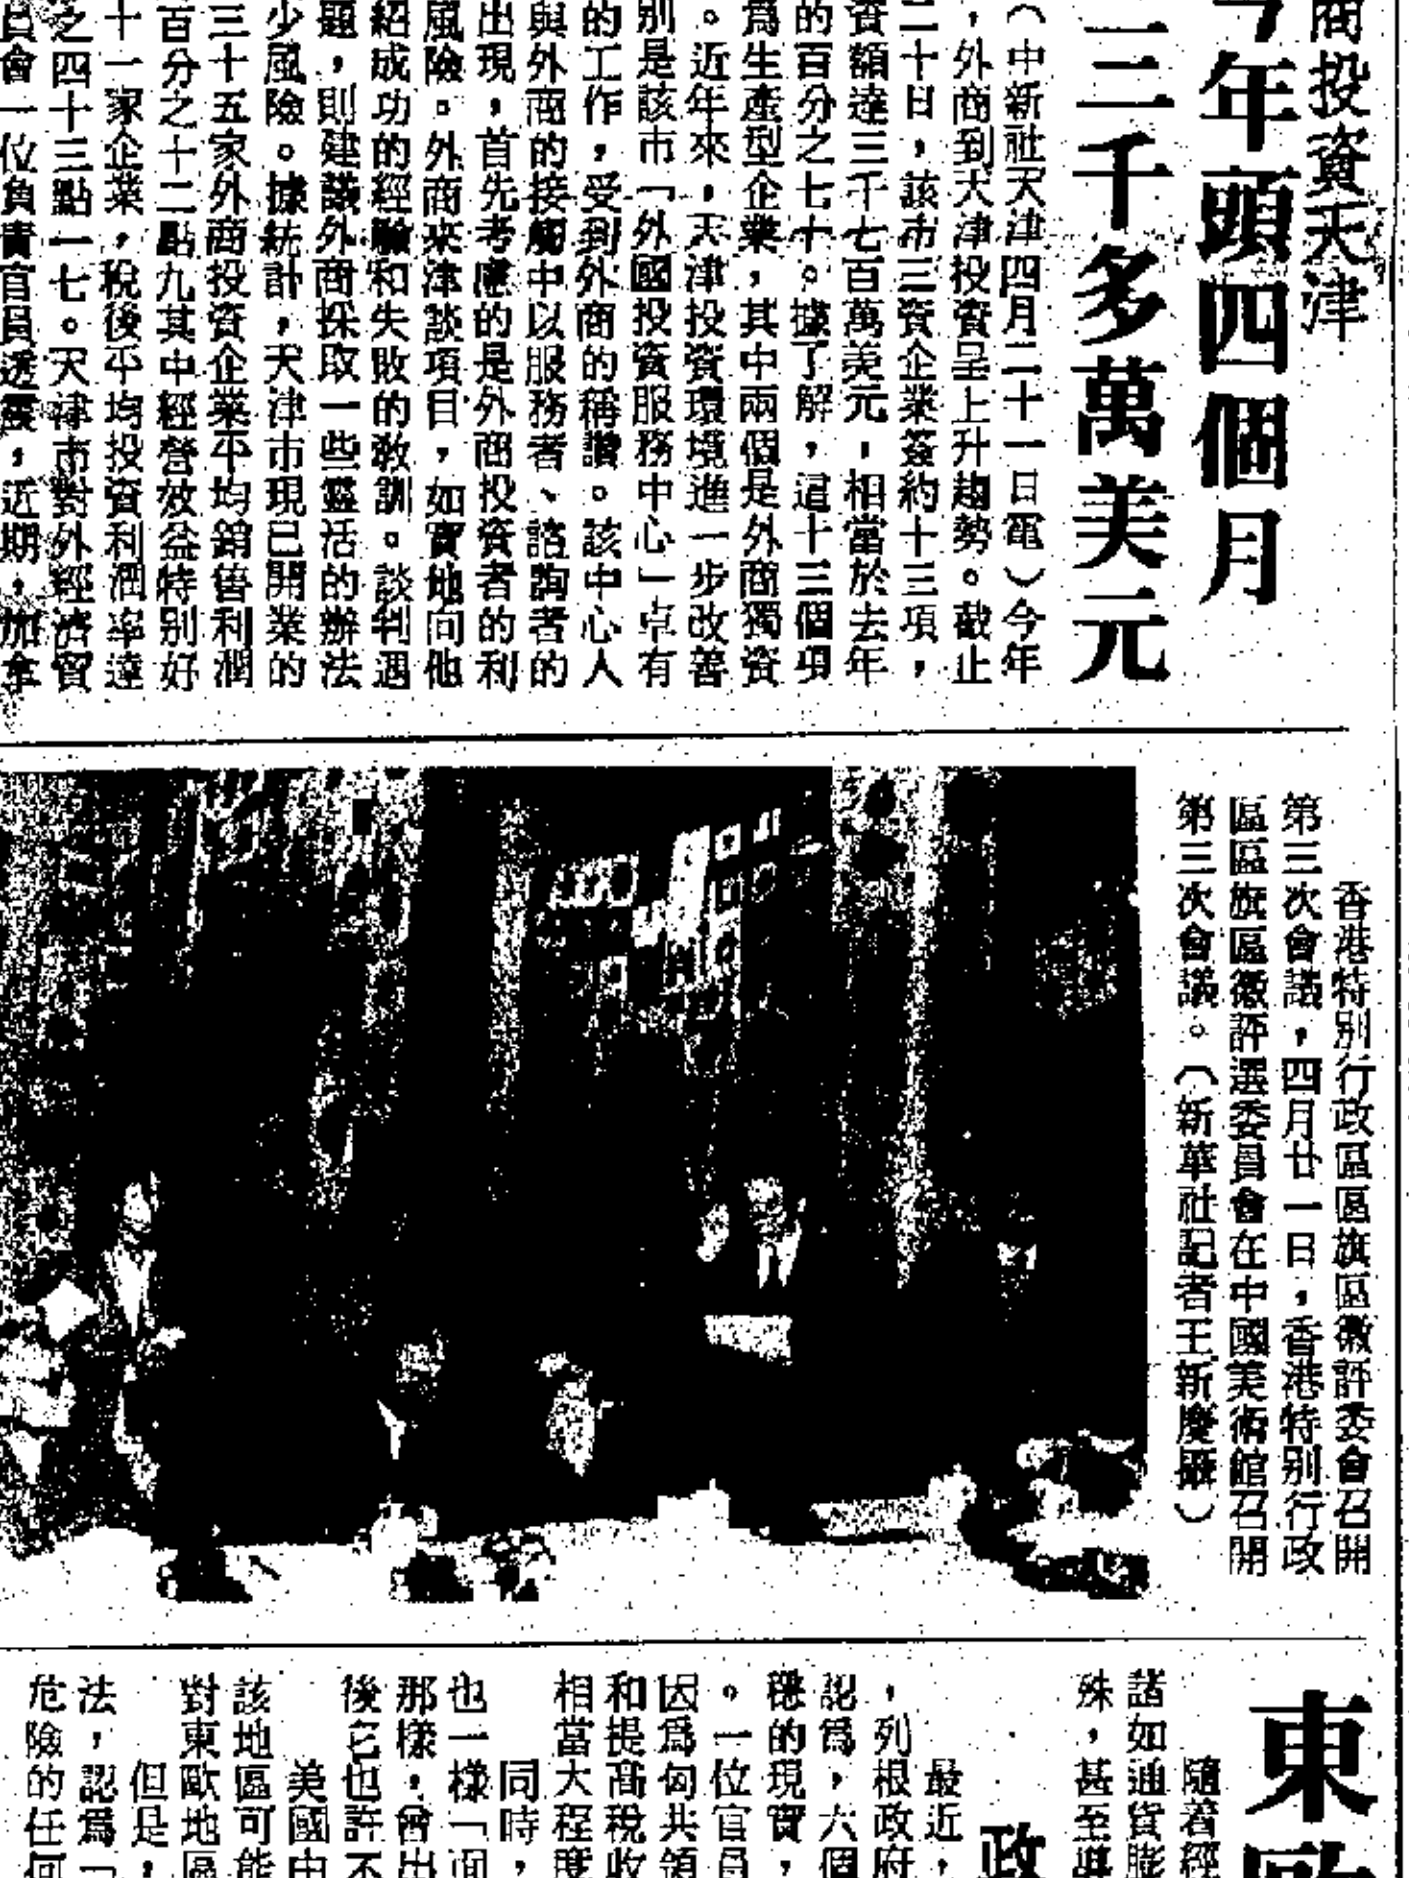 商投資天津
今年頭四個月
三千多萬美元
（中新社天津四月二十一日電）今年
，外商到天津投資呈上升趨勢。截止
二十日，該市三資企業簽約十三項，
資額達三千七百萬美元，相當於去年
的百分之七十。據了解，這十三個項
爲生產型企業，其中兩個是外商獨資
。近年來，天津投資環境進一步改善
別是該市「外國投資服務中心」卓有
的工作，受到外商的稱讚。該中心人
與外商的接觸中以服務者、諮詢者的
出現，首先考慮的是外商投資者的利
風險。外商來津談項目，如實地向他
紹成功的經驗和失敗的教訓。談判遇
題，則建議外商採取一些靈活的辦法
少風險。據統計，天津市現已開業的
三十五家外商投資企業平均銷售利潤
百分之十二點九其中經營效益特別好
十一家企業，稅後平均投資利潤率達
之四十三點一七。天津市對外經濟貿
員會一位負責官員透露，近期，加拿
香港特別行政區區旗區徽評委會召開
第三次會議，四月廿一日，香港特別行政
區區旗區徽評選委員會在中國美術館召開
第三次會議。（新華社記者王新慶攝）
東歐
隨著經
諸如通貨膨
殊，甚至
政
最近，
，列根政府
認爲，六個
穩的現實，
。一位官員
因爲匈共領
和提高稅收
相當大程度
同時，
也一樣「面
那樣，會出
後它也許不
美國中
該地區可能
對東歐地區
但是，
法，認爲「
危險的任何